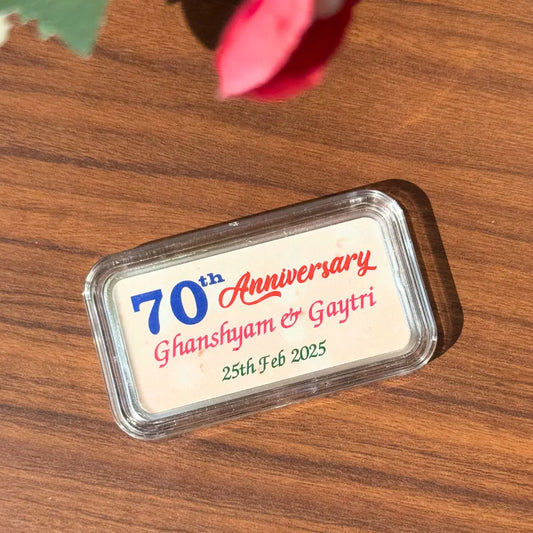 70th Anniversary
Ghanshyam & Gaytri
25th Feb 2025